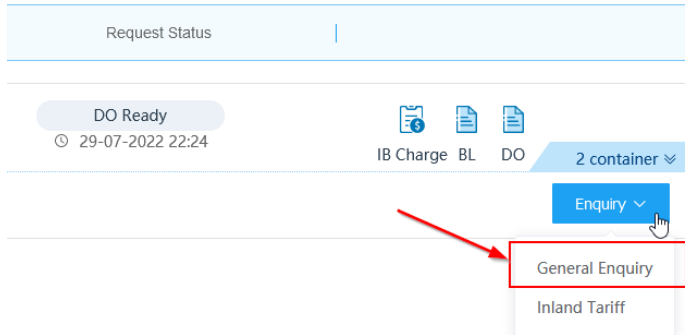 Request Status
DO Ready
29-07-2022 22:24
IB Charge BL DO
2 container
Enquiry
General Enquiry
Inland Tariff